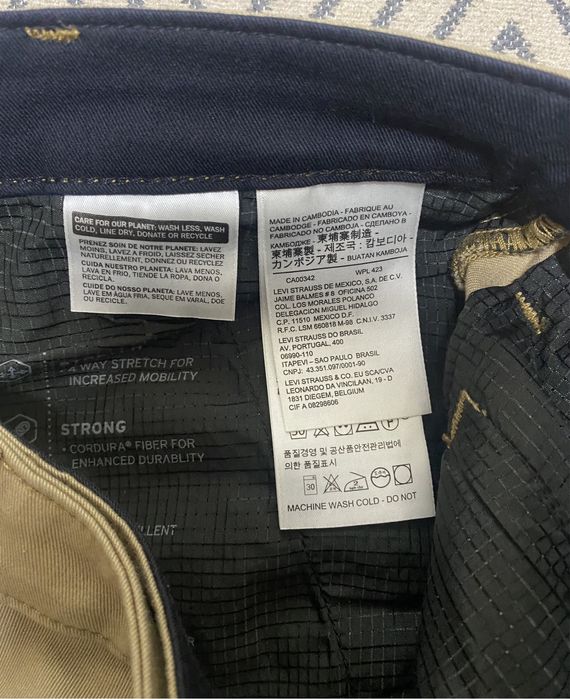 CARE FOR OUR PLANET: WASH LESS, WASH
COLD, LINE DRY, DONATE OR RECYCLE
PRENEZ SOIN DE NOTRE PLANETE: LAVEZ
MOINS, LAVEZ A FROID, LAISSEZ SÉCHER
NATURELLEMENT, DONNEZ OU RECYCLEZ
CUIDA NUESTRO PLANETA: LAVA MENOS,
LAVA EN FRIO, TIENDE LA ROPA, DONA O
RECICLA.
CUIDE DO NOSSO PLANETA: LAVE MENOS,
LAVE EM ÁGUA FRIA, SEQUE EM VARAL, DOE
OU RECICLE.
MADE IN CAMBODIA - FABRIQUE AU
CAMBODGE - FABRICADO EN CAMBOYA -
FABRICADO NO CAMBOJA - СДЕЛАНО В
КАМБОДЖЕ - 柬埔寨制造 -
柬埔寨製 - 제조국: 캄보디아 -
カンボジア製 - BUATAN KAMBOJA
CA00342 WPL 423
LEVI STRAUSS DE MEXICO, S.A. DE C.V.
JAIME BALMES # 8 OFICINA 502
COL. LOS MORALES POLANCO
DELEGACION MIGUEL HIDALGO
C.P. 11510 MEXICO D.F.
R.F.C. LSM 660818 M-98 C.N.I.V. 3337
LEVI STRAUSS DO BRASIL
AV. PORTUGAL, 400
06990-110
ITAPEVI – SAO PAULO BRASIL
CNPJ: 43.351.097/0001-90
LEVI STRAUSS & CO. EU SCA/CVA
LEONARDO DA VINCILAAN, 19 - D
1831 DIEGEM, BELGIUM
CIF A 08298606
품질경영 및 공산품안전관리법에
의한 품질표시
30
MACHINE WASH COLD - DO NOT
WAY STRETCH FOR
INCREASED MOBILITY
STRONG
• CORDURA® FIBER FOR
ENHANCED DURABLITY